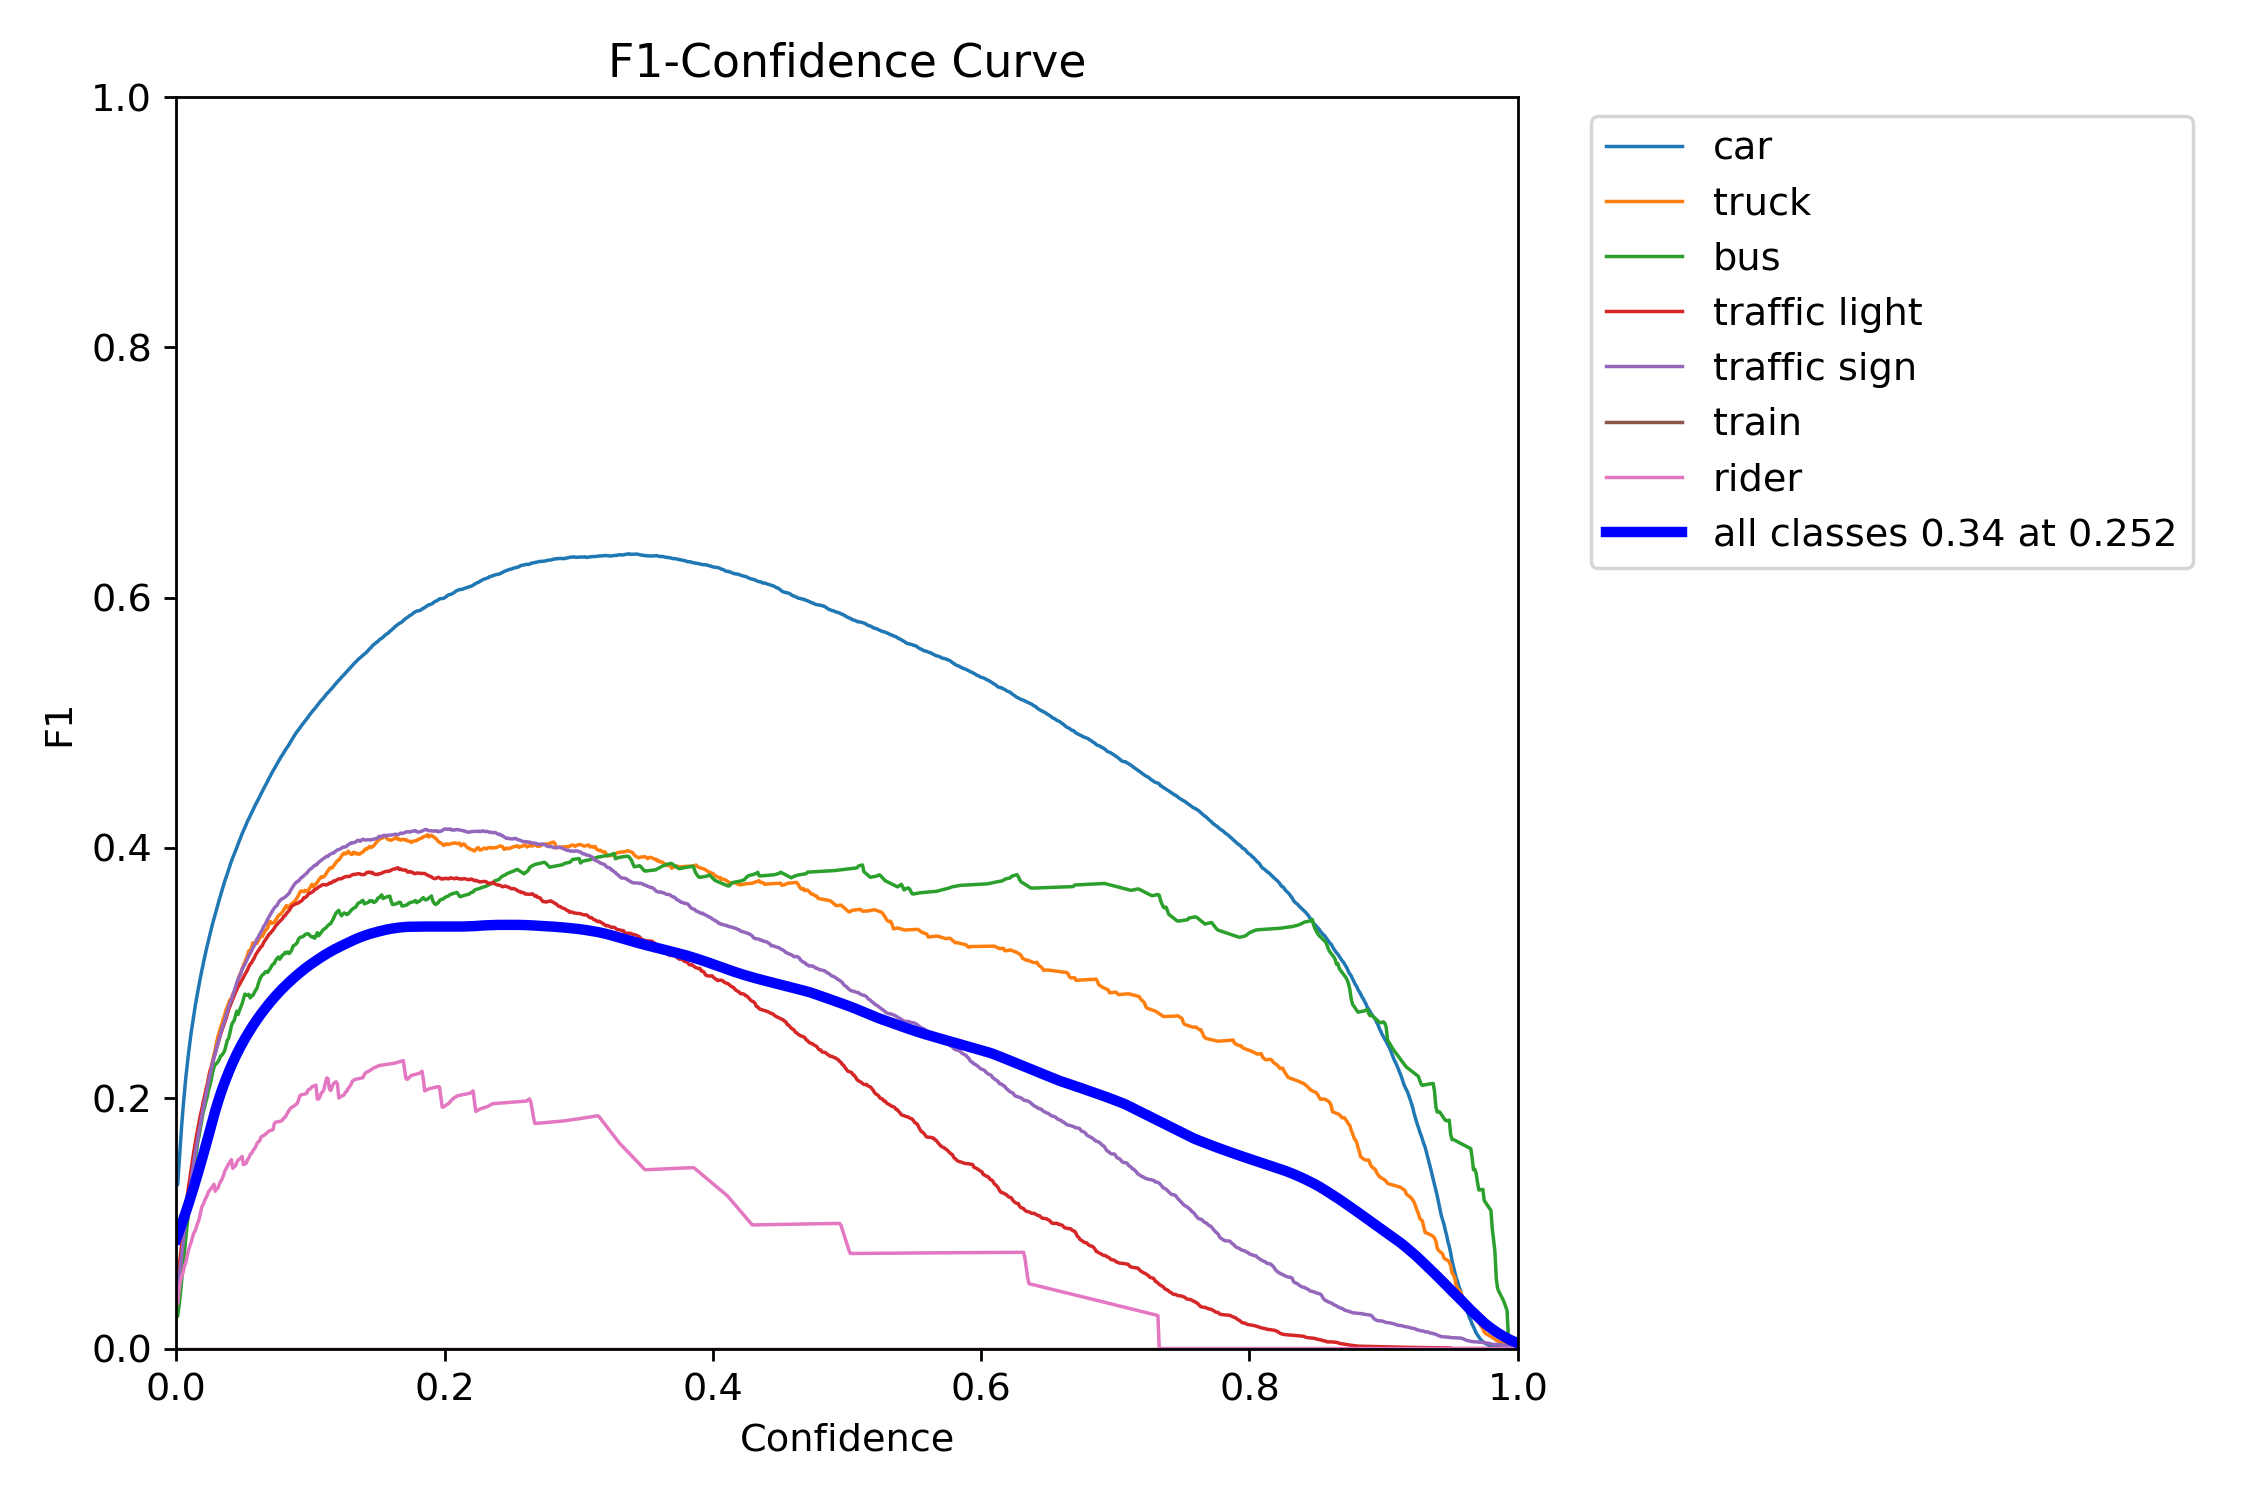 F1-Confidence Curve
1.0
0.8
0.6
0.4
0.2
0.0
F1
0.0 0.2 0.4 0.6 0.8 1.0
Confidence
car
truck
bus
traffic light
traffic sign
train
rider
all classes 0.34 at 0.252